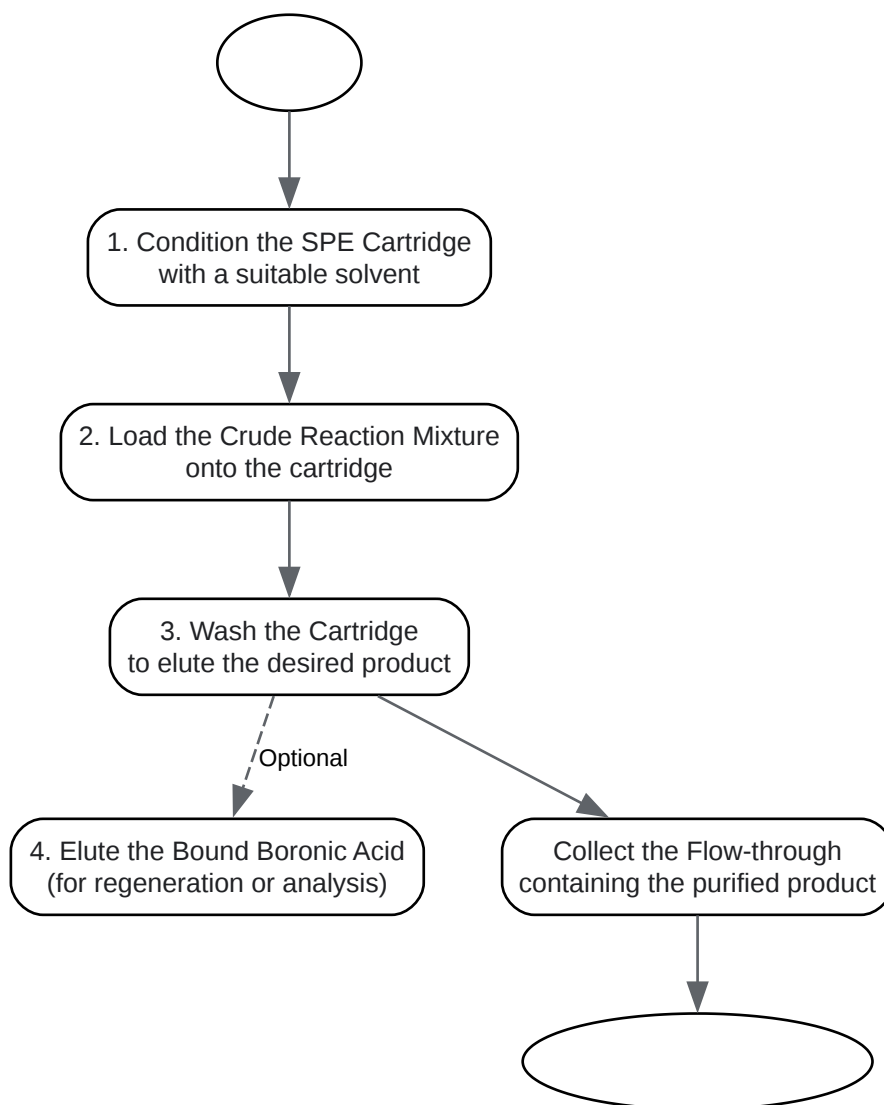 1. Condition the SPE Cartridge
with a suitable solvent
2. Load the Crude Reaction Mixture
onto the cartridge
3. Wash the Cartridge
to elute the desired product
Optional
4. Elute the Bound Boronic Acid
(for regeneration or analysis)
Collect the Flow-through
containing the purified product